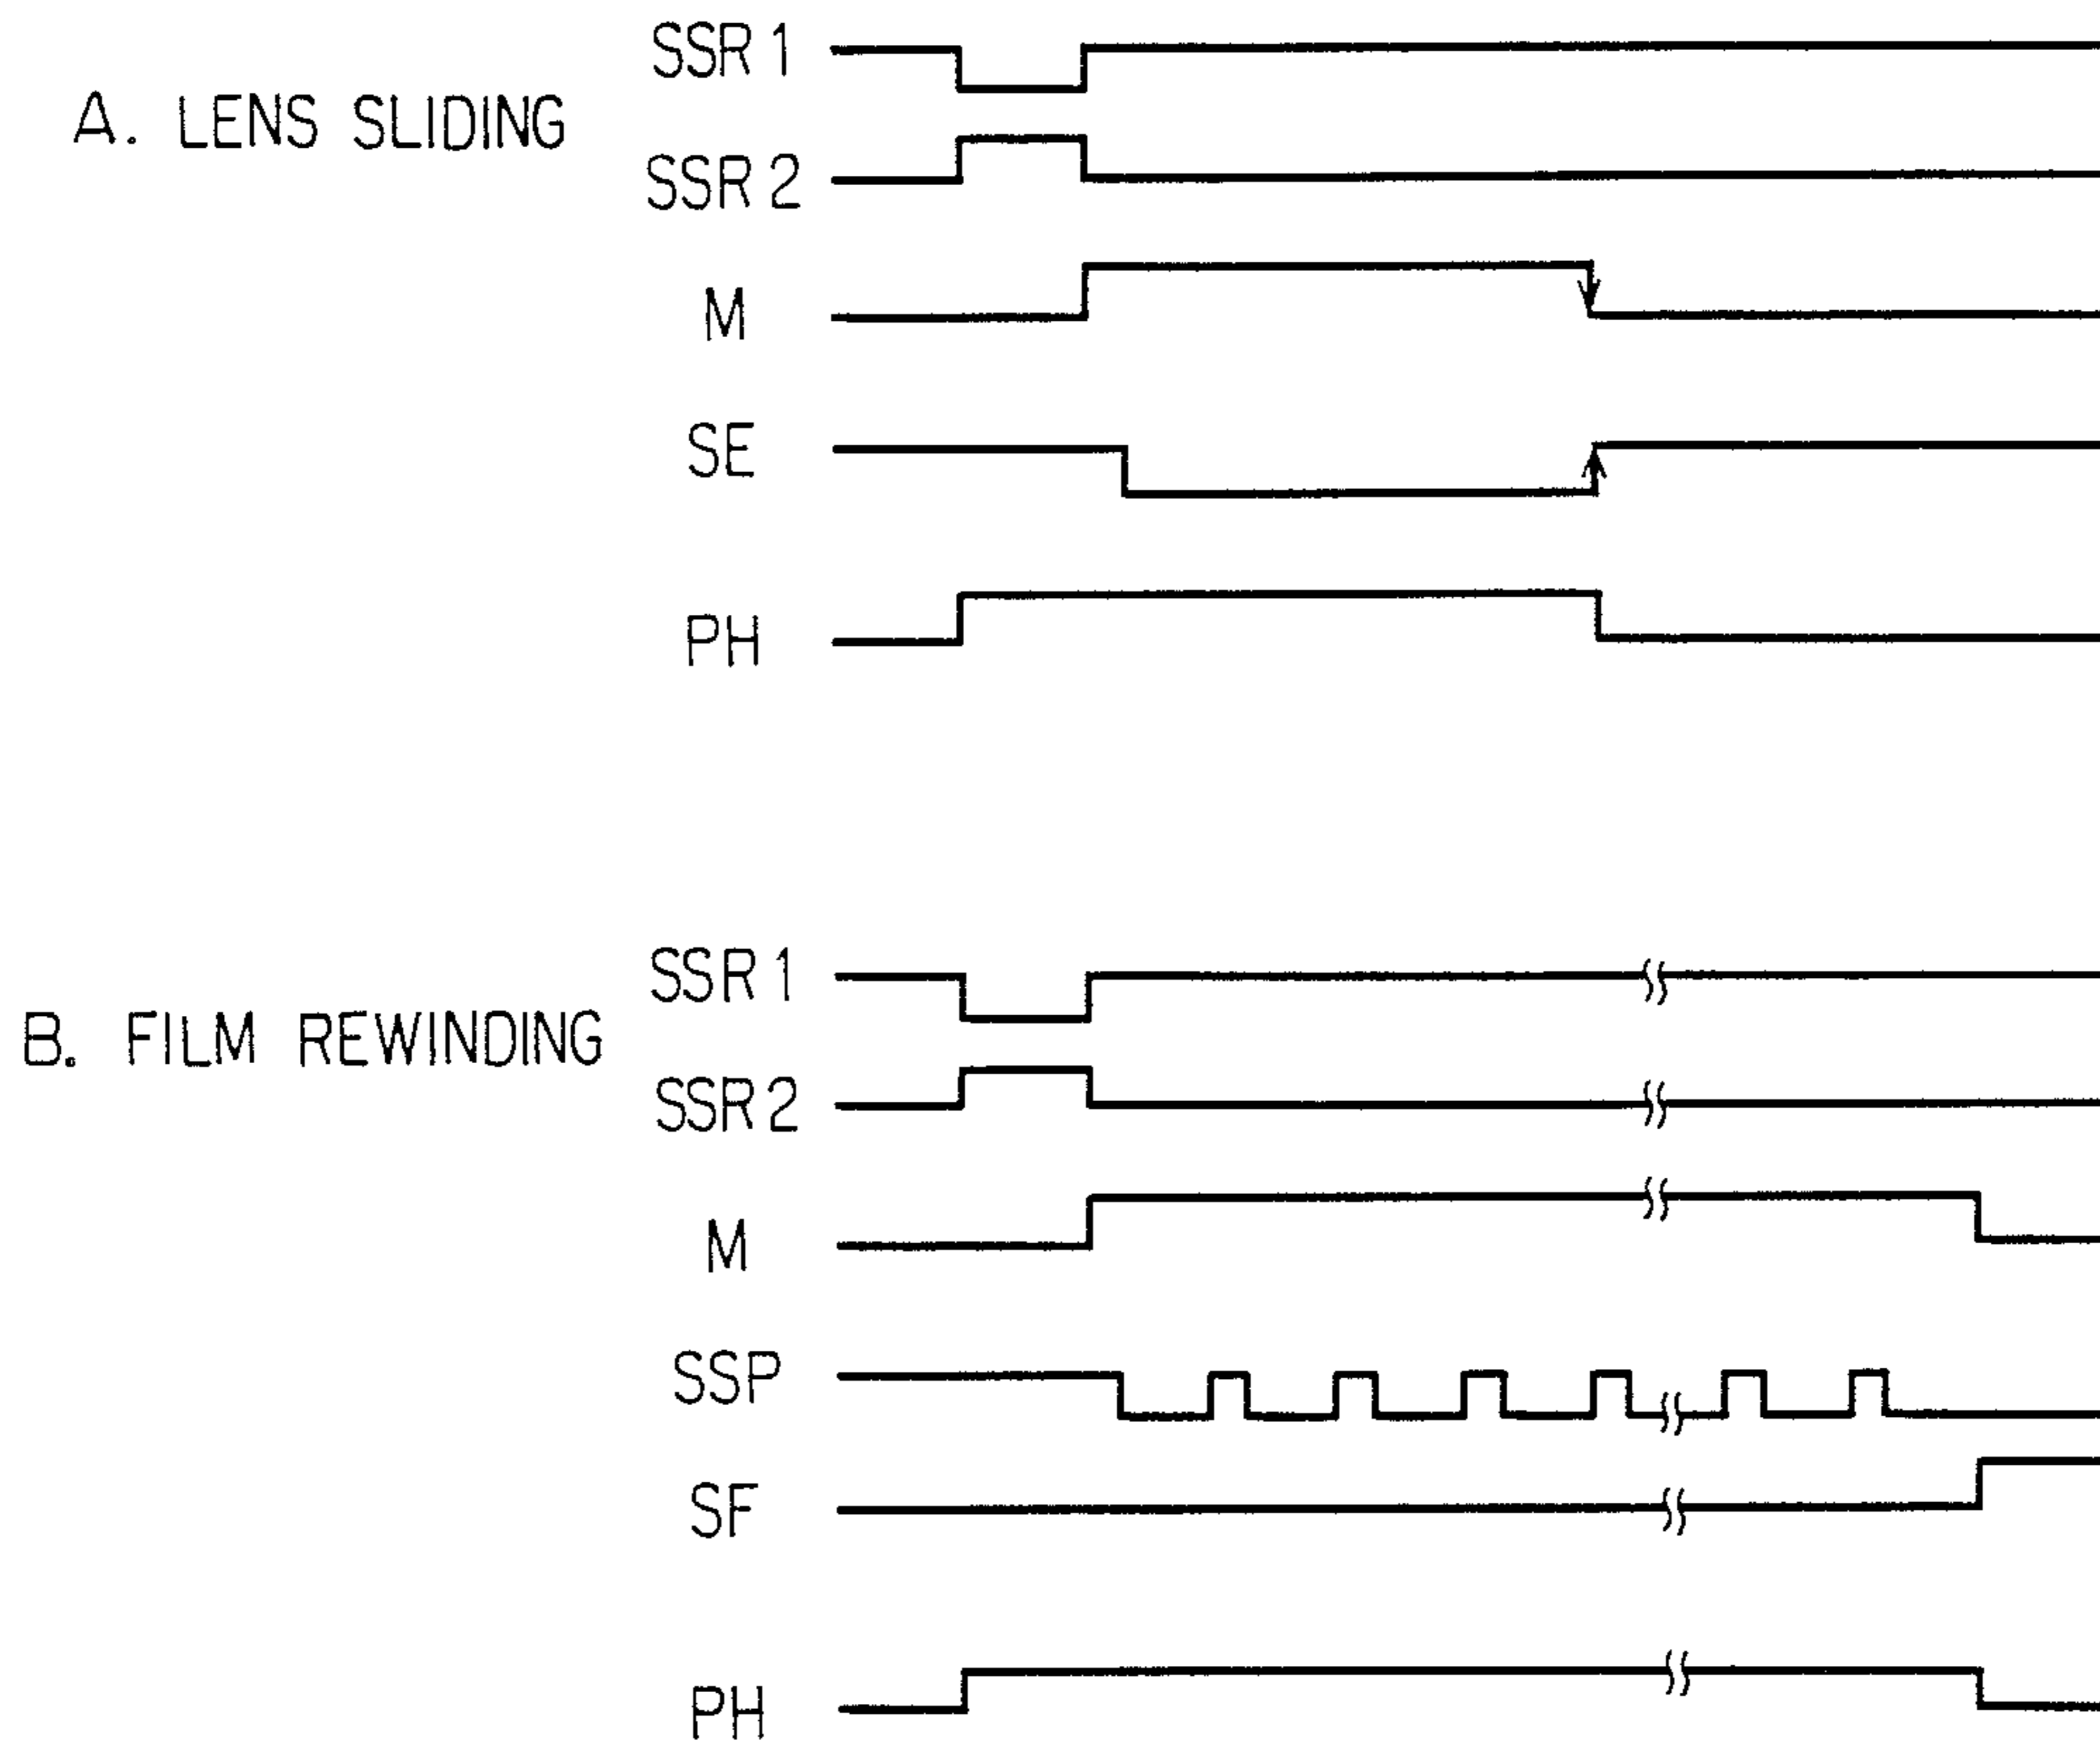 A. LENS SLIDING
SSR 1
SSR 2
M
SE
PH
B. FILM REWINDING
SSR 1
SSR 2
M
SSP
SF
PH